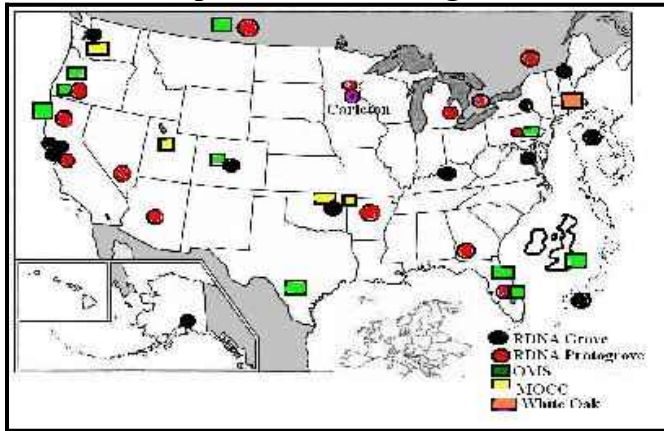 Carleton
RDNA Grove
RDNA Protogrove
OMS
MOCC
White Oak